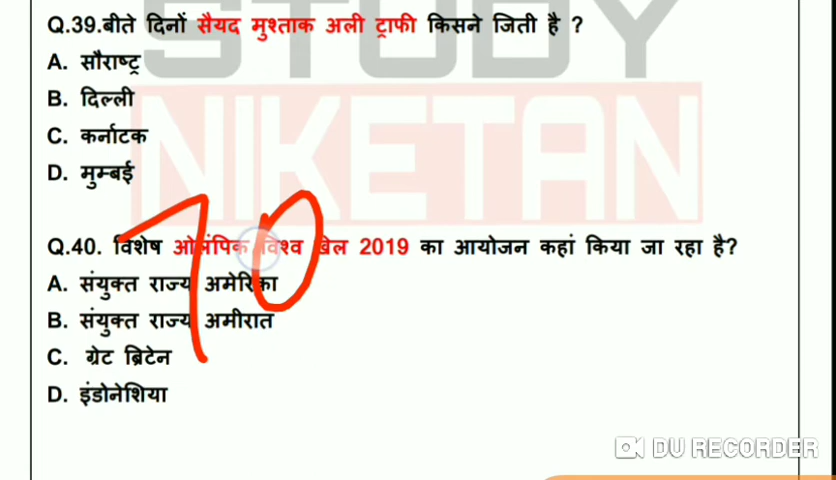 STUDY
NIKETAN
Q.39.बीते दिनों सैयद मुश्ताक अली ट्राफी किसने जिती है ?
A. सौराष्ट्र
B. दिल्ली
C. कर्नाटक
D. मुम्बई
70
Q.40. विशेष ओलंपिक विश्व खेल 2019 का आयोजन कहां किया जा रहा है?
A. संयुक्त राज्य अमेरिका
B. संयुक्त राज्य अमीरात
C. ग्रेट ब्रिटेन
D. इंडोनेशिया
DU RECORDER